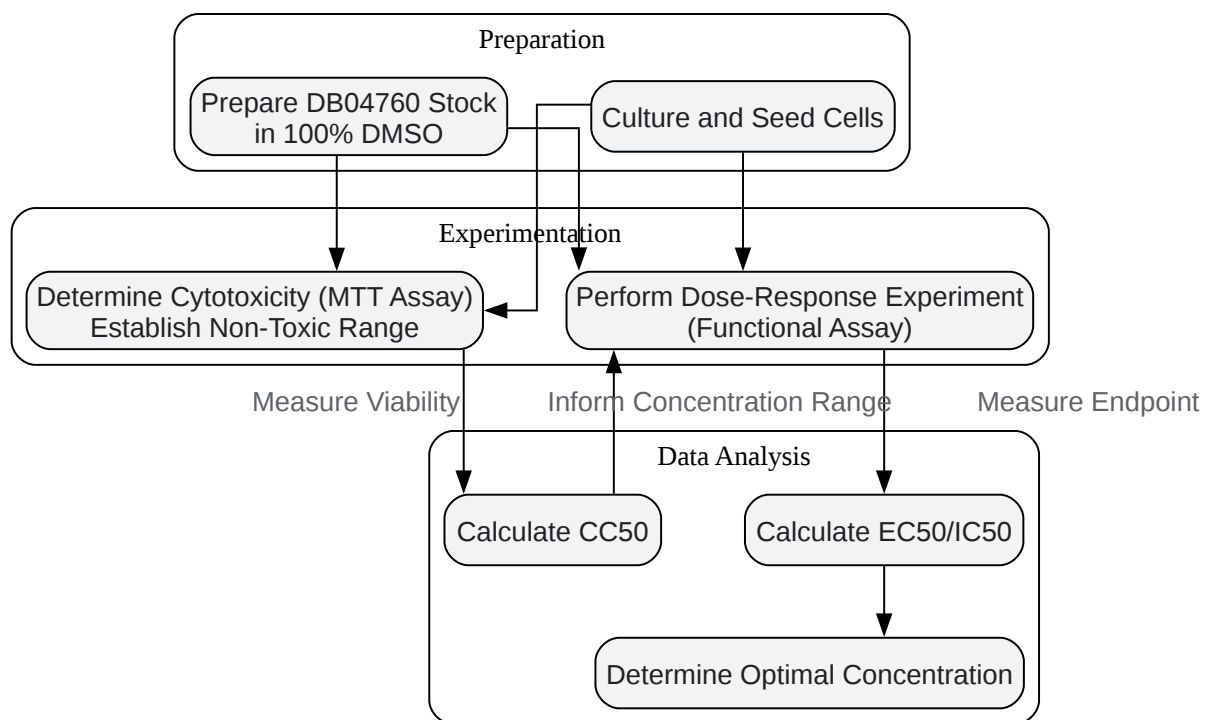 Preparation
Prepare DB04760 Stock
in 100% DMSO
Culture and Seed Cells
Experimentation
Determine Cytotoxicity (MTT Assay)
Establish Non-Toxic Range
Perform Dose-Response Experiment
(Functional Assay)
Measure Viability
Inform Concentration Range
Measure Endpoint
Data Analysis
Calculate CC50
Calculate EC50/IC50
Determine Optimal Concentration